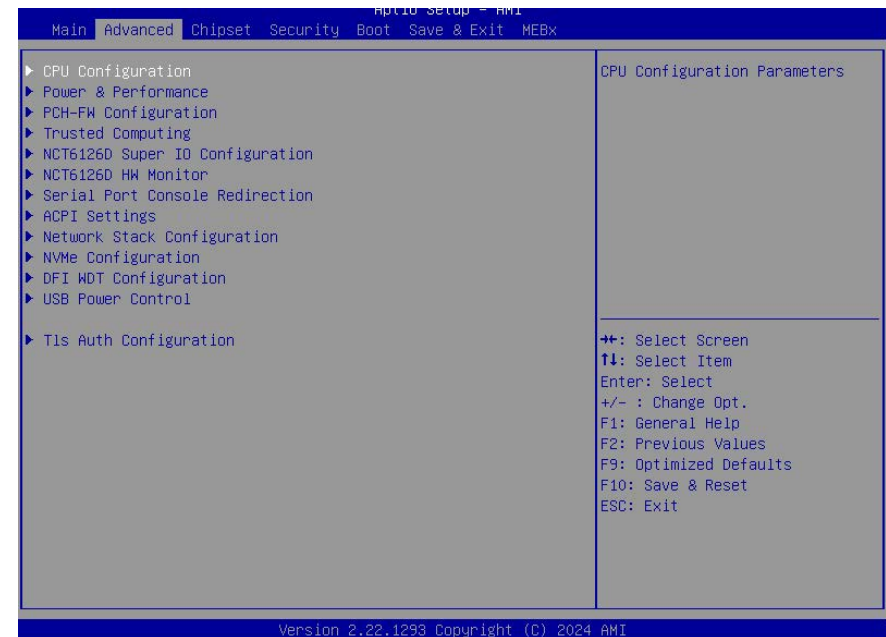 Aptio Setup - AMI
Main Advanced Chipset Security Boot Save & Exit MEBx
CPU Configuration
Power & Performance
PCH-FW Configuration
Trusted Computing
NCT6126D Super IO Configuration
NCT6126D HW Monitor
Serial Port Console Redirection
ACPI Settings
Network Stack Configuration
NVMe Configuration
DFI WDT Configuration
USB Power Control
Tls Auth Configuration
CPU Configuration Parameters
→←: Select Screen
↑↓: Select Item
Enter: Select
+/- : Change Opt.
F1: General Help
F2: Previous Values
F9: Optimized Defaults
F10: Save & Reset
ESC: Exit
Version 2.22.1293 Copyright (C) 2024 AMI